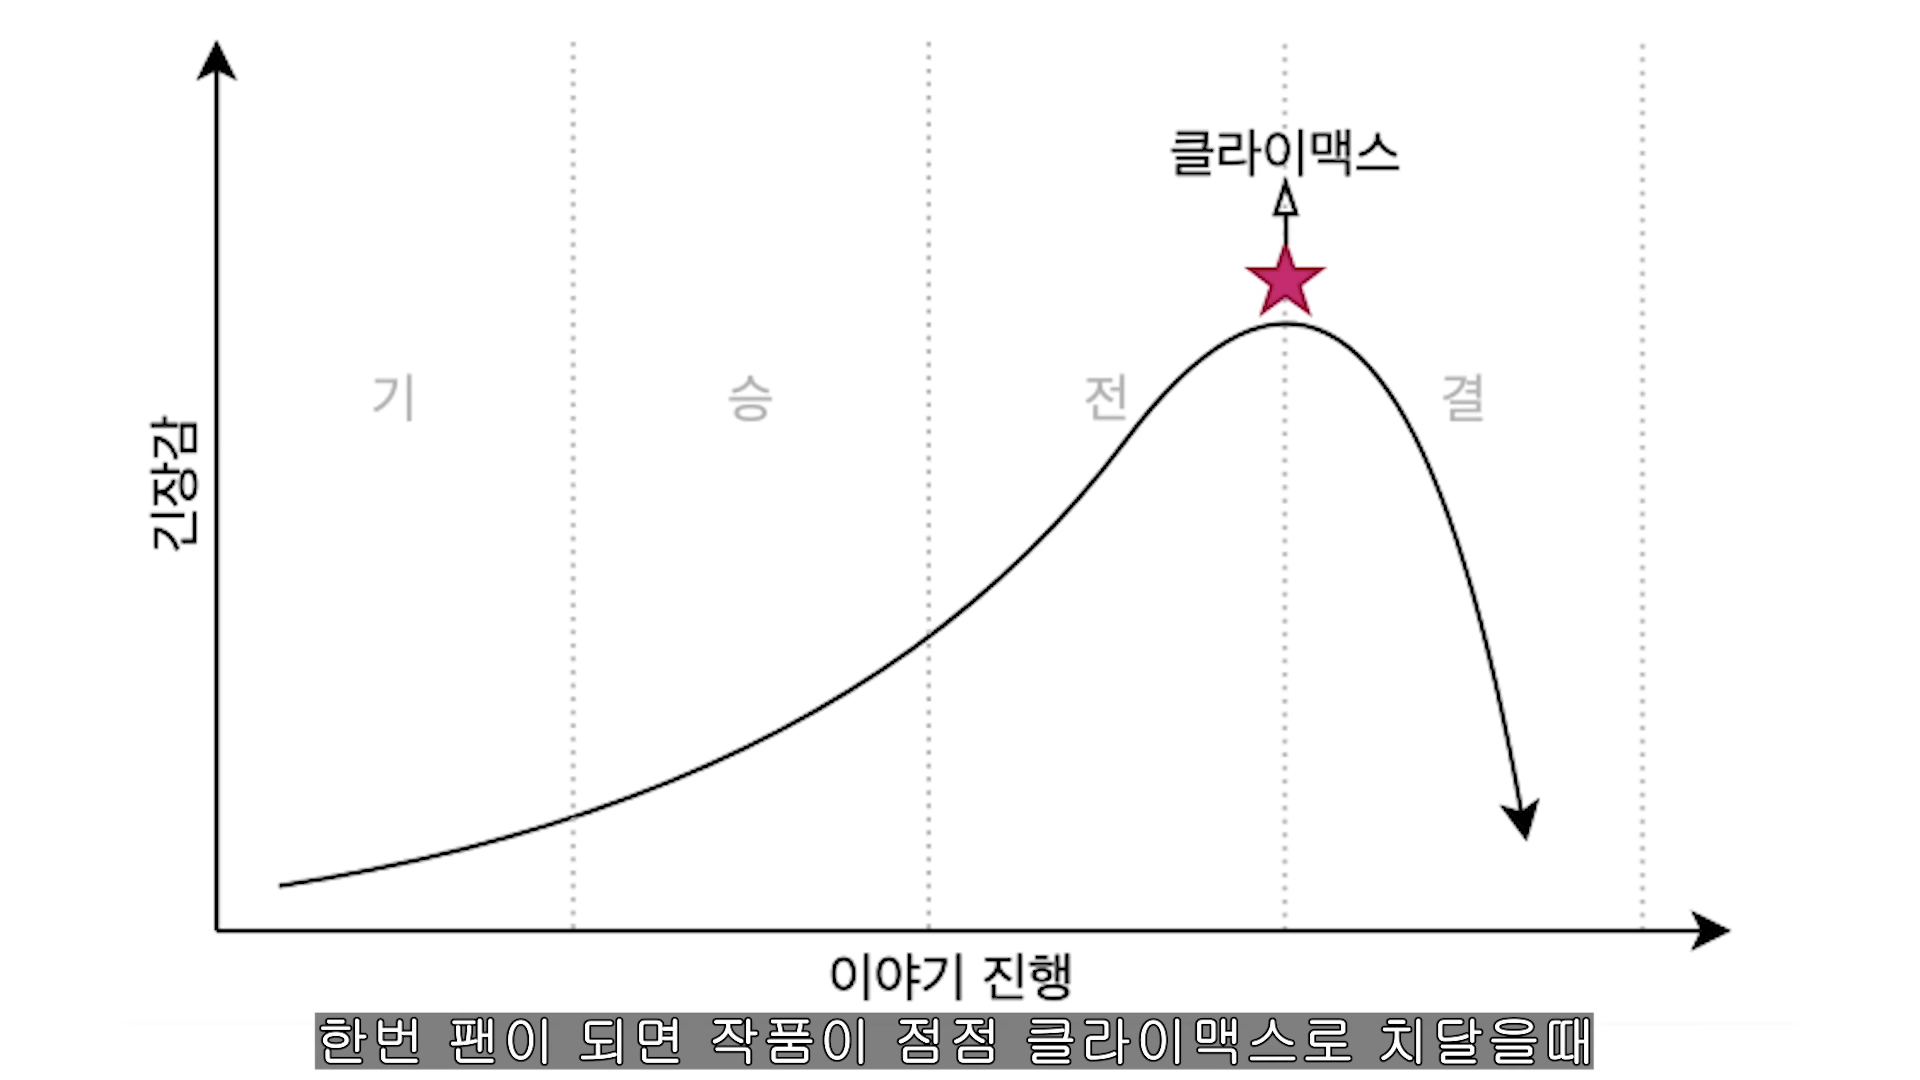 클라이맥스
기 승 전 결
긴장감
이야기 진행
한번 팬이 되면 작품이 점점 클라이맥스로 치달을때